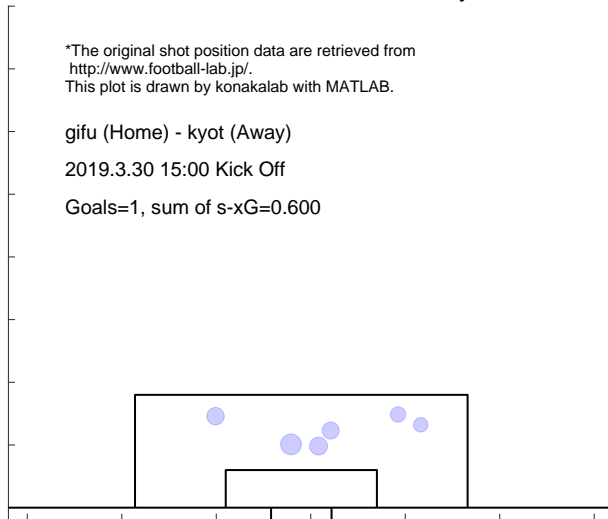 *The original shot position data are retrieved from
http://www.football-lab.jp/.
This plot is drawn by konakalab with MATLAB.
gifu (Home) - kyot (Away)
2019.3.30 15:00 Kick Off
Goals=1, sum of s-xG=0.600